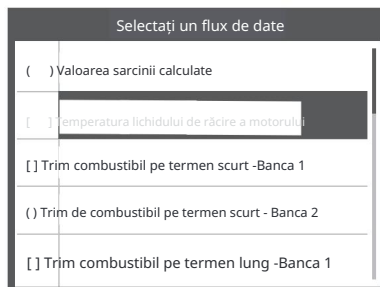 Selectați un flux de date
( ) Valoarea sarcinii calculate
[ ] Temperatura lichidului de răcire a motorului
[ ] Trim combustibil pe termen scurt -Banca 1
() Trim de combustibil pe termen scurt - Banca 2
[ ] Trim combustibil pe termen lung -Banca 1